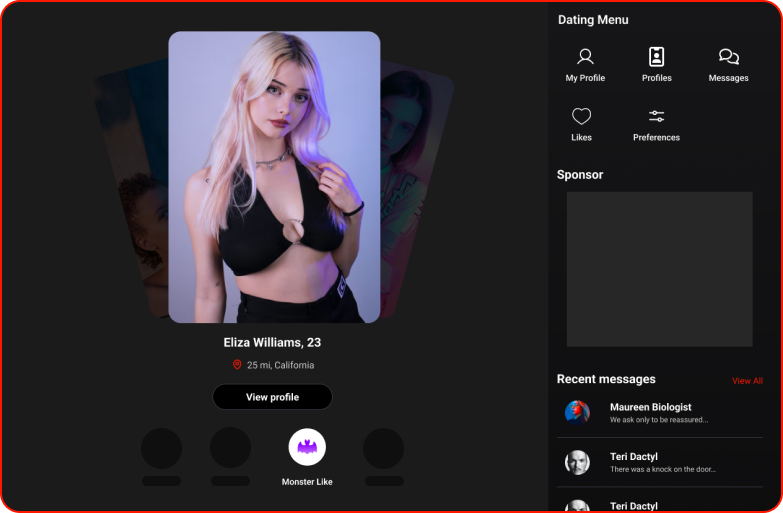 Dating Menu
My Profile
Profiles
Messages
Likes
Preferences
Sponsor
Eliza Williams, 23
25 mi, California
View profile
Monster Like
Recent messages
View All
Maureen Biologist
We ask only to be reassured...
Teri Dactyl
There was a knock on the door...
Teri Dactyl